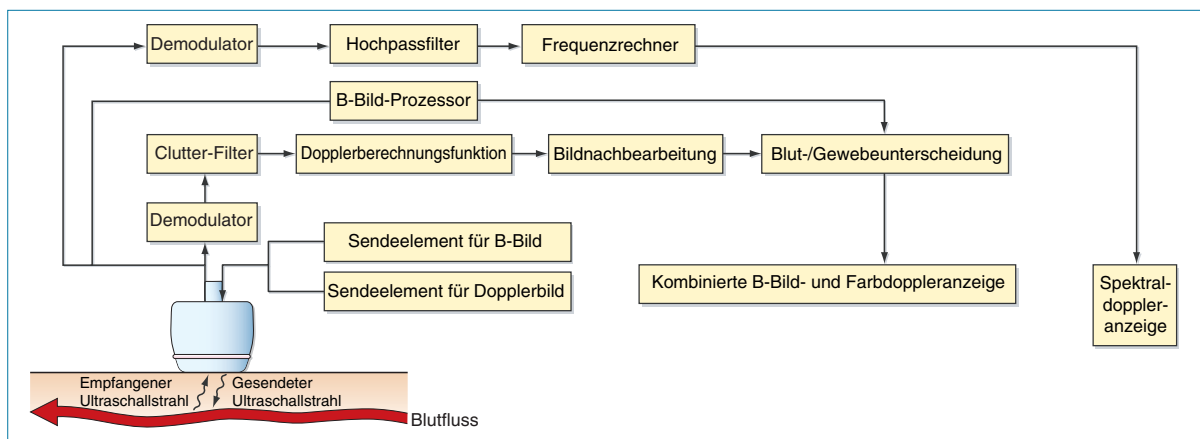 Demodulator
Hochpassfilter
Frequenzrechner
B-Bild-Prozessor
Clutter-Filter
Dopplerberechnungsfunktion
Bildnachbearbeitung
Blut-/Gewebeunterscheidung
Demodulator
Sendeelement für B-Bild
Sendeelement für Dopplerbild
Kombinierte B-Bild- und Farbdoppleranzeige
Spektral-
doppler-
anzeige
Empfangener
Ultraschallstrahl
Gesendeter
Ultraschallstrahl
Blutfluss